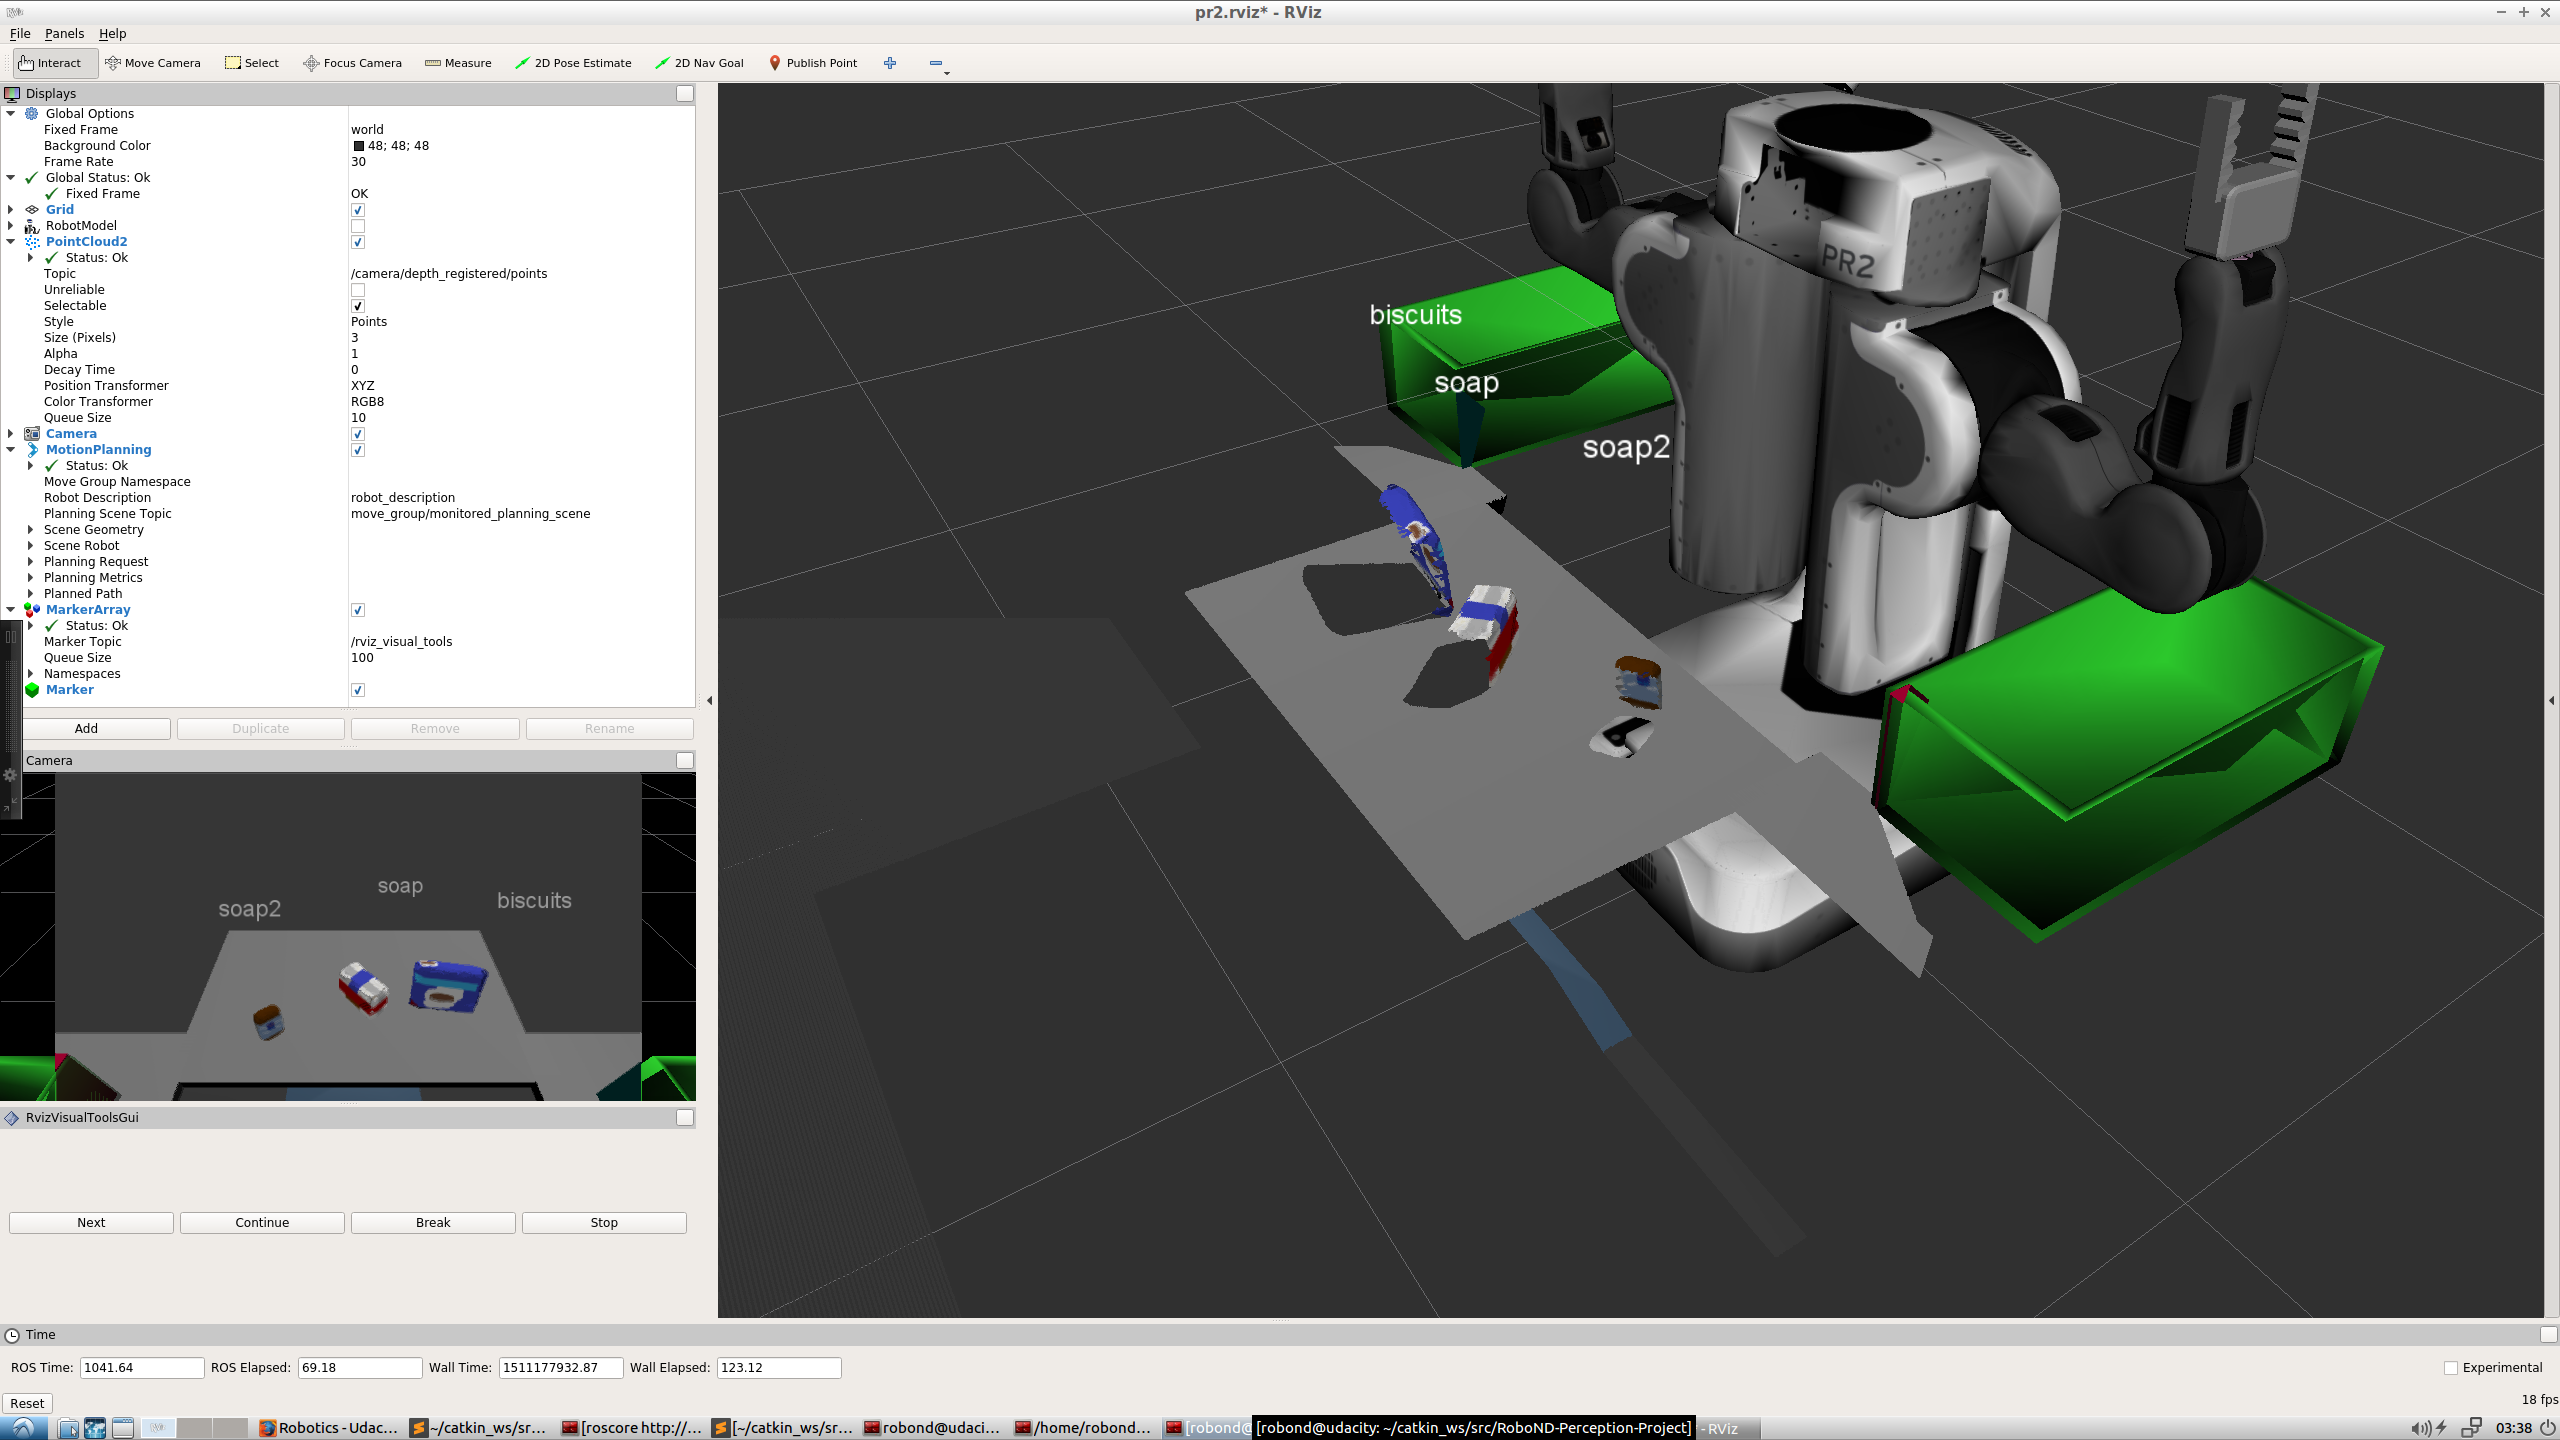 pr2.rviz* - RViz
File Panels Help
Interact Move Camera Select Focus Camera Measure 2D Pose Estimate 2D Nav Goal Publish Point
Displays
Global Options
Fixed Frame world
Background Color 48; 48; 48
Frame Rate 30
Global Status: Ok
Fixed Frame OK
Grid
RobotModel
PointCloud2
Status: Ok
Topic /camera/depth_registered/points
Unreliable
Selectable
Style Points
Size (Pixels) 3
Alpha 1
Decay Time 0
Position Transformer XYZ
Color Transformer RGB8
Queue Size 10
Camera
MotionPlanning
Status: Ok
Move Group Namespace
Robot Description robot_description
Planning Scene Topic move_group/monitored_planning_scene
Scene Geometry
Scene Robot
Planning Request
Planning Metrics
Planned Path
MarkerArray
Status: Ok
Marker Topic /rviz_visual_tools
Queue Size 100
Namespaces
Marker
Add Duplicate Remove Rename
Camera
soap
biscuits
soap2
RvizVisualToolsGui
Next Continue Break Stop
PR2
biscuits
soap
soap2
Time
ROS Time: 1041.64 ROS Elapsed: 69.18 Wall Time: 1511177932.87 Wall Elapsed: 123.12 Experimental
Reset 18 fps
Robotics - Udac... ~/catkin_ws/sr... [roscore http://... [~/catkin_ws/sr... robond@udaci... /home/robond... [robond@ [robond@udacity: ~/catkin_ws/src/RoboND-Perception-Project] - RViz 03:38